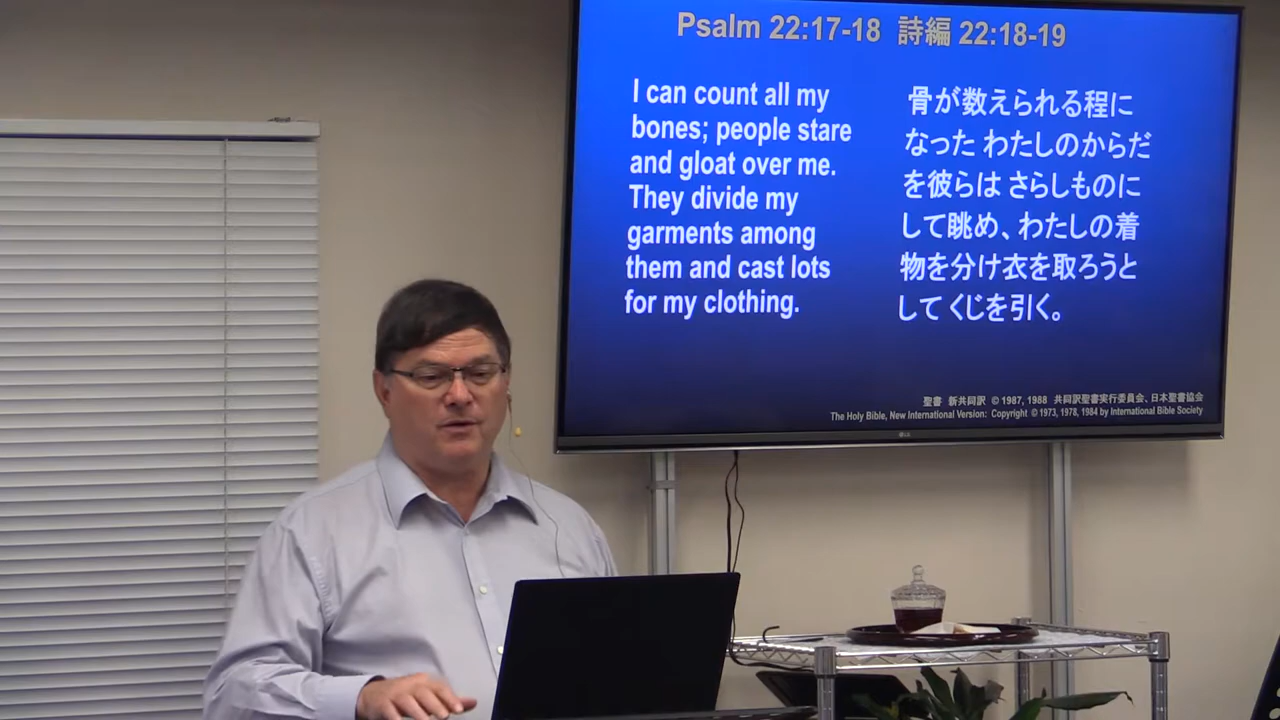 Psalm 22:17-18 詩編 22:18-19
I can count all my
bones; people stare
and gloat over me.
They divide my
garments among
them and cast lots
for my clothing.
骨が数えられる程に
なった わたしのからだ
を彼らは さらしものに
して眺め、わたしの着
物を分け衣を取ろうと
してくじを引く。
聖書 新共同訳 © 1987, 1988 共同訳聖書実行委員会、日本聖書協会
The Holy Bible, New International Version: Copyright © 1973, 1978, 1984 by International Bible Society
LG